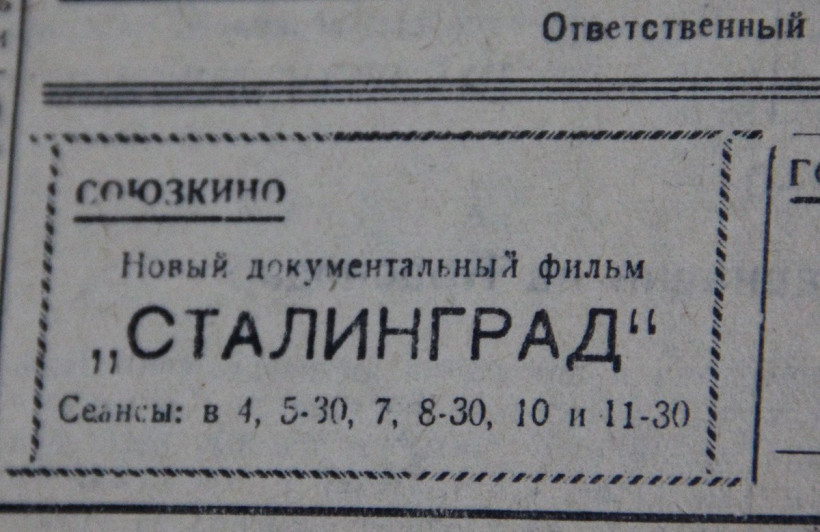 Ответственный
СОЮЗКИНО
Новый документальный фильм
„СТАЛИНГРАД“
Сеансы: в 4, 5-30, 7, 8-30, 10 и 11-30